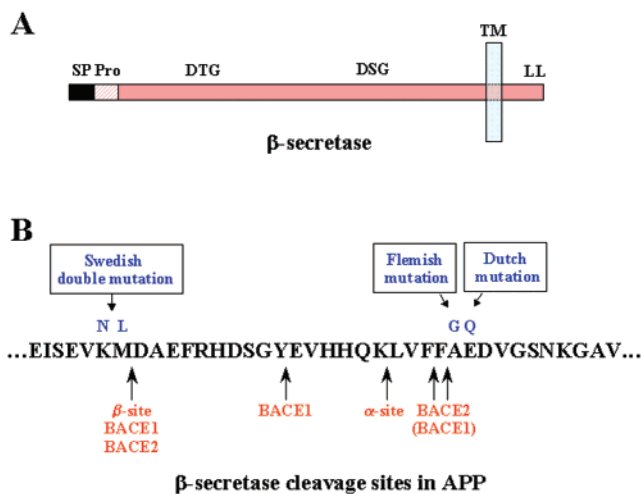 A
SP Pro DTG DSG TM LL
β-secretase
B
Swedish
double mutation
Flemish
mutation
Dutch
mutation
N L G Q
...EISEVKMDAEFRHDSGYEVHHQKLVFFAEDVGSNKGAV...
β-site BACE1 α-site BACE2
BACE1 (BACE1)
BACE2
β-secretase cleavage sites in APP